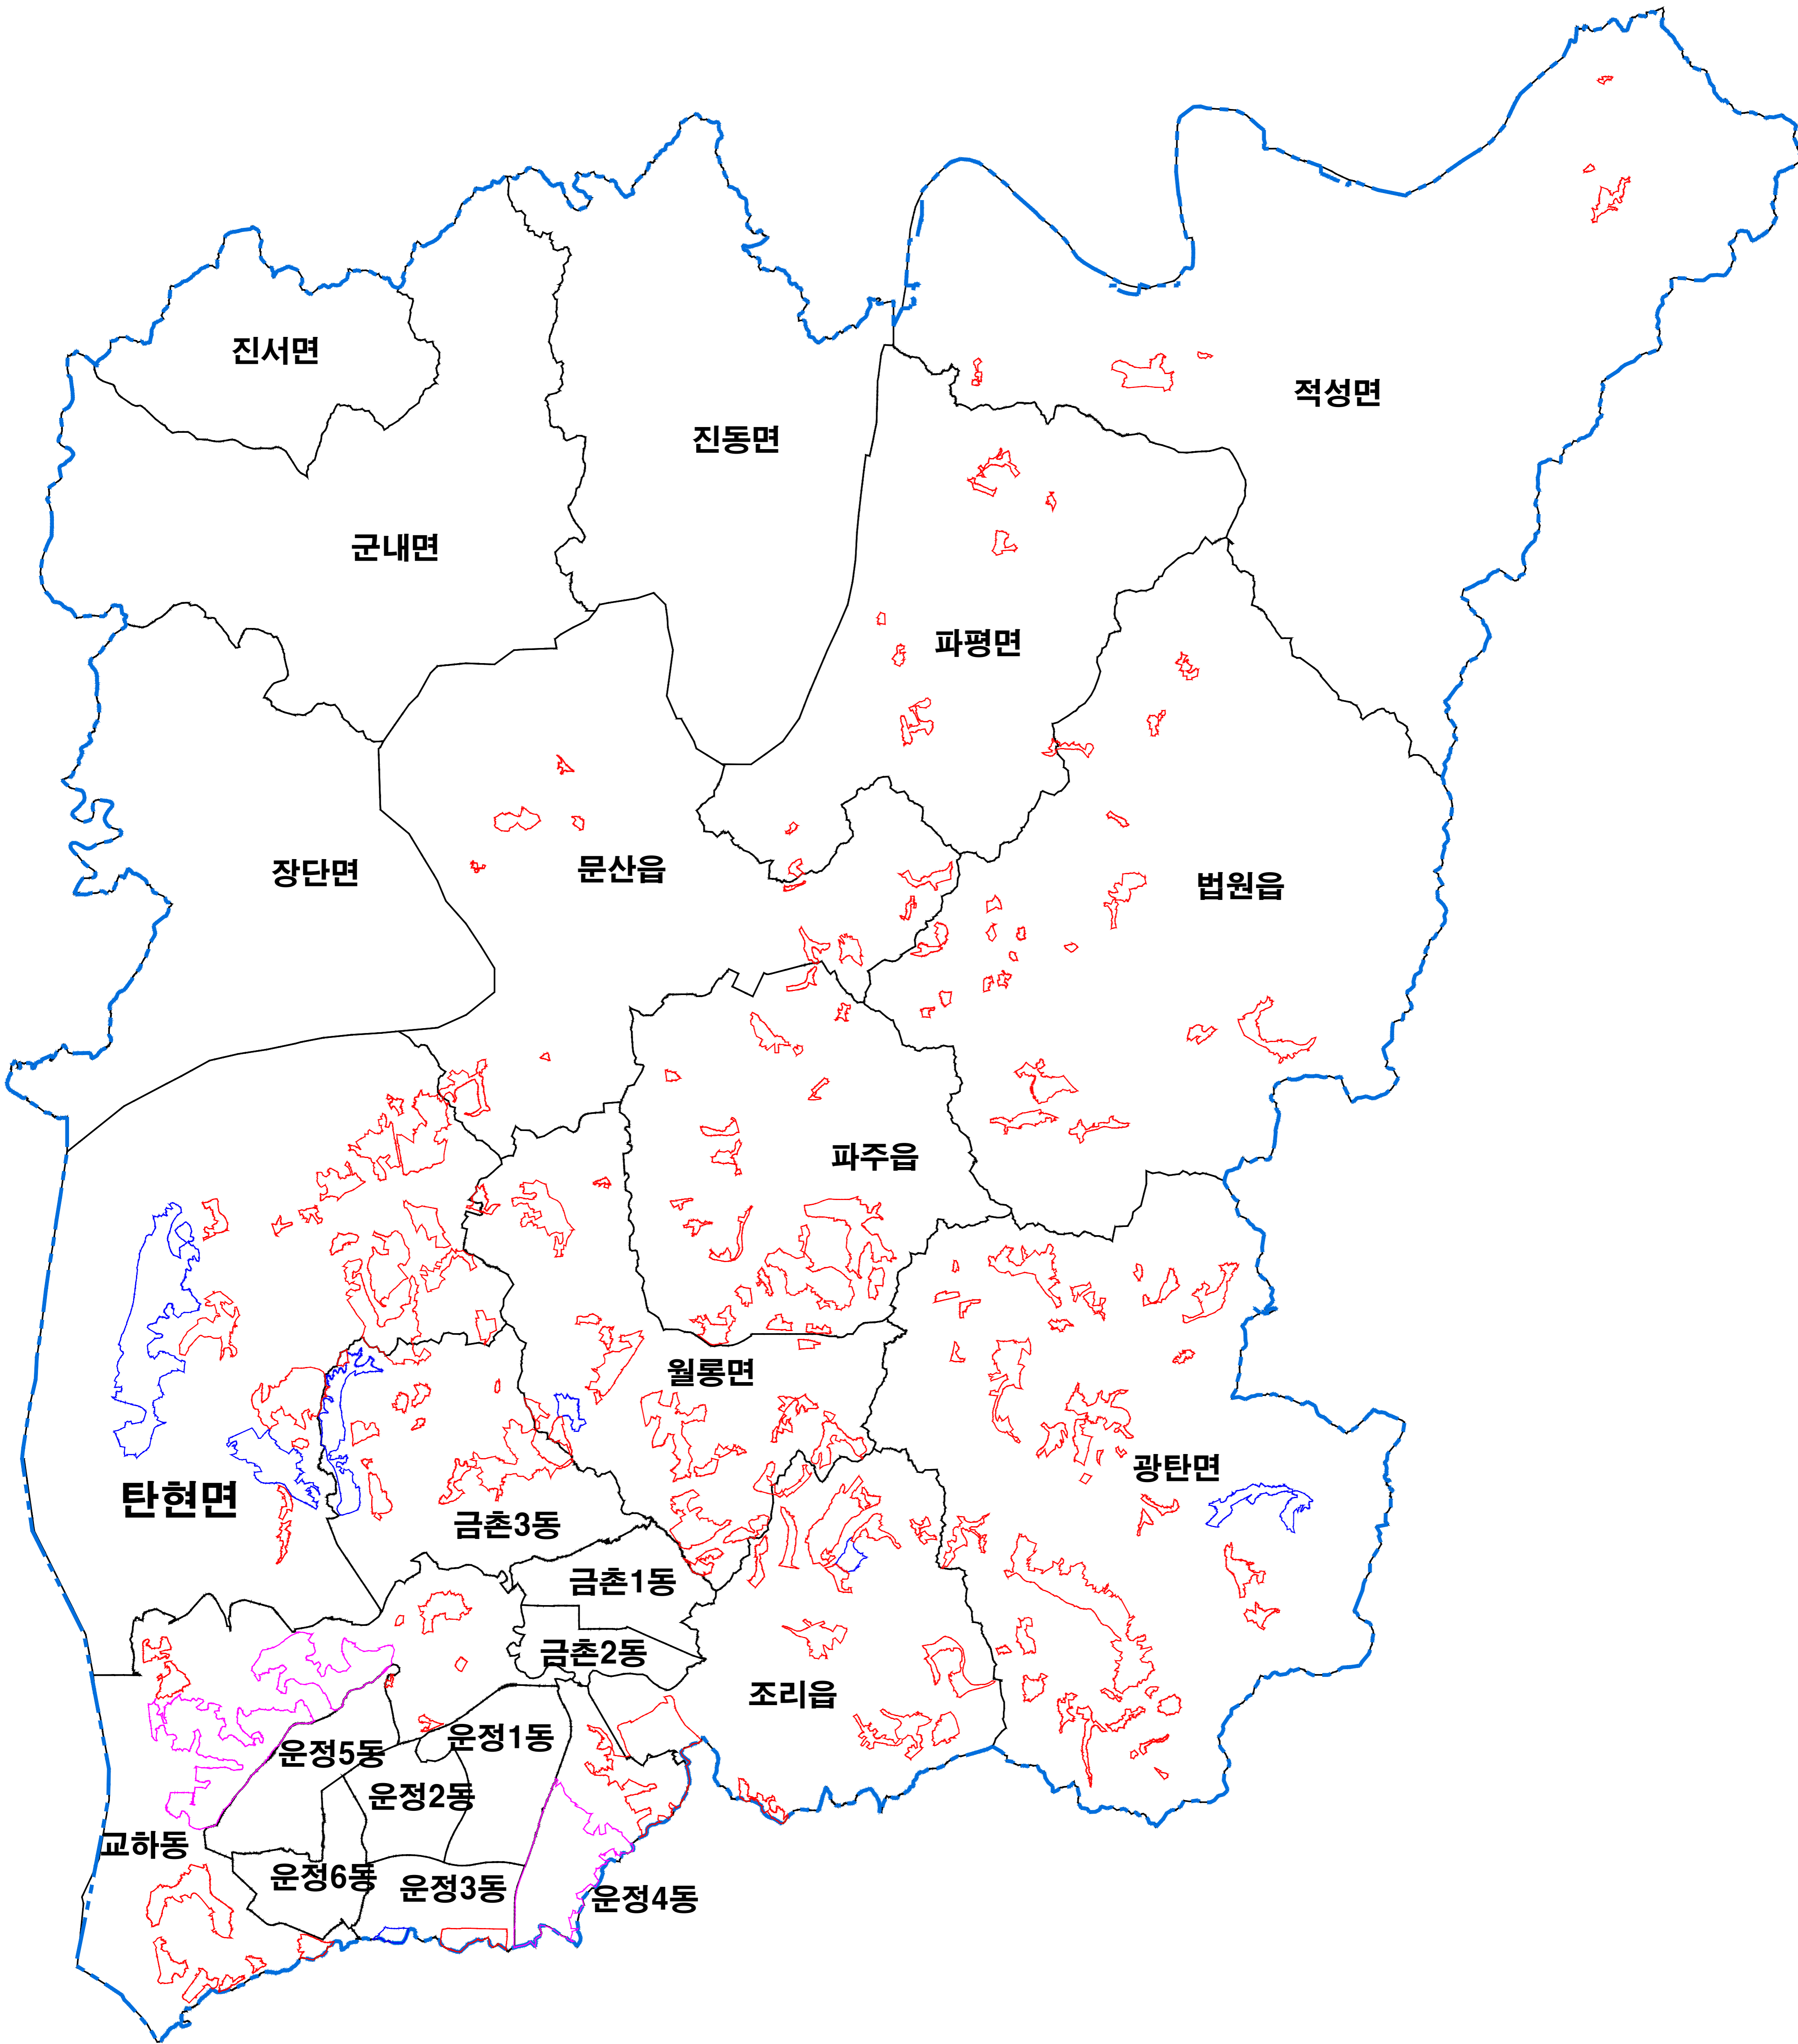 진서면
적성면
진동면
군내면
파평면
장단면
문산읍
법원읍
파주읍
월롱면
광탄면
탄현면
금촌3동
금촌1동
금촌2동
조리읍
운정1동
운정5동
운정2동
교하동
운정6동
운정3동
운정4동